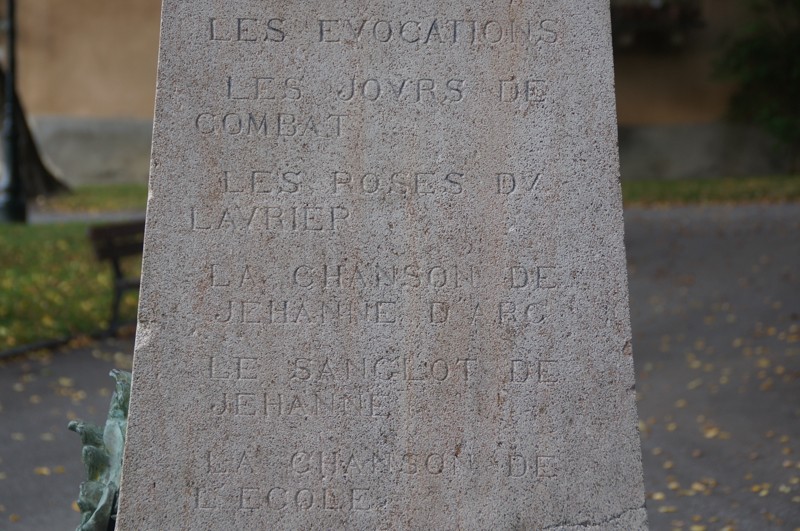 LES EVOCATIONS
LES JOVRS DE
COMBAT
LES ROSES DV
LAVRIER
LA CHANSON DE
JEHANNE D'ARC
LE SANGLOT DE
JEHANNE
LA CHANSON DE
L'ECOLE